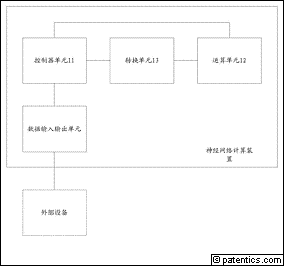 控制器单元11
转换单元13
运算单元12
数据输入输出单元
神经网络计算装
置
外部设备
© patentics.com